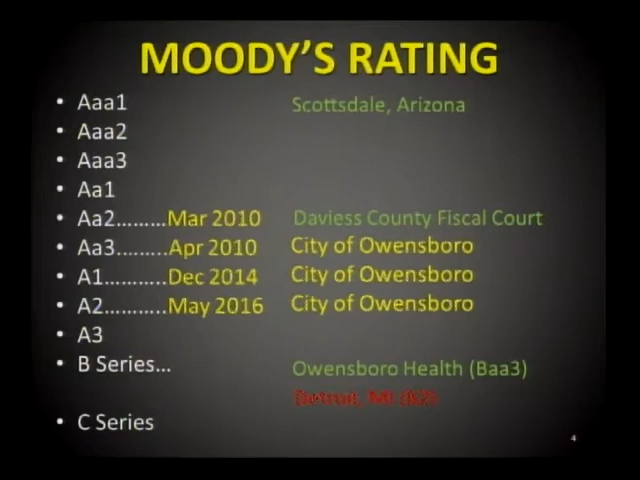 MOODY'S RATING
• Aaa1 Scottsdale, Arizona
• Aaa2
• Aaa3
• Aa1
• Aa2.........Mar 2010 Daviess County Fiscal Court
• Aa3........Apr 2010 City of Owensboro
• A1..........Dec 2014 City of Owensboro
• A2..........May 2016 City of Owensboro
• A3
• B Series... Owensboro Health (Baa3)
Detroit, MI
• C Series
4